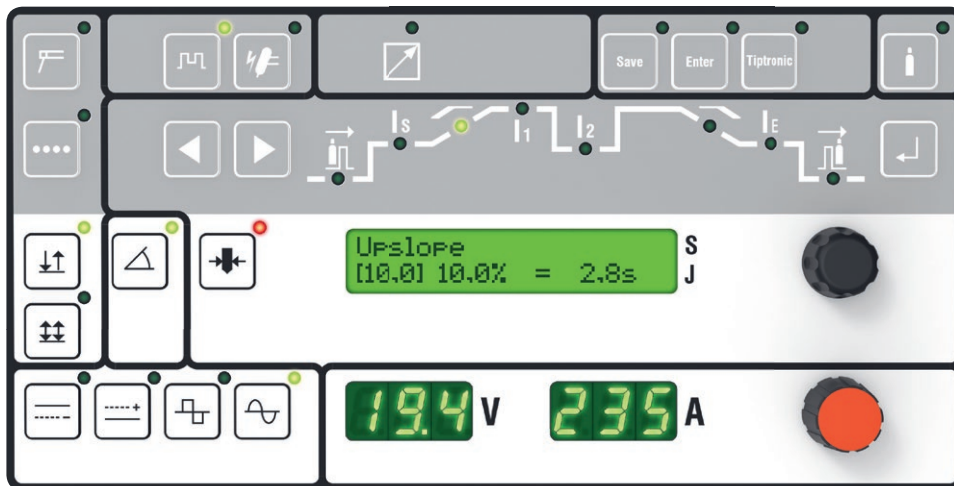 Save
Enter
Tiptronic
IS
I1
I2
IE
Upslope
[10,0] 10,0% = 2,8s
S
J
19.4 V
235 A